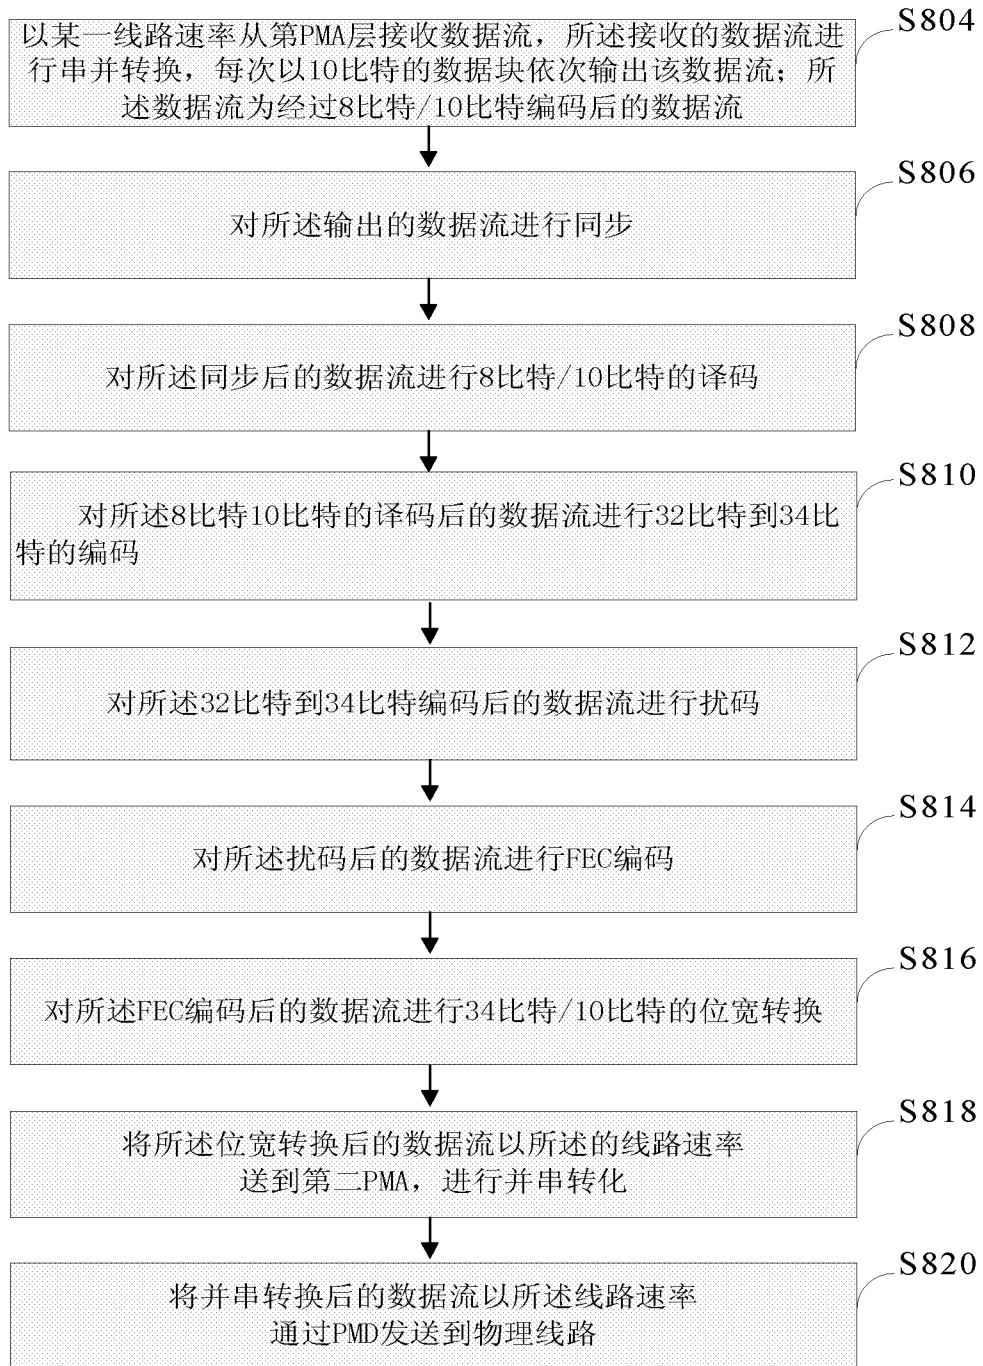 S804
以某一线路速率从第PMA层接收数据流，所述接收的数据流进
行串并转换，每次以10比特的数据块依次输出该数据流；所
述数据流为经过8比特/10比特编码后的数据流
S806
对所述输出的数据流进行同步
S808
对所述同步后的数据流进行8比特/10比特的译码
S810
对所述8比特10比特的译码后的数据流进行32比特到34比
特的编码
S812
对所述32比特到34比特编码后的数据流进行扰码
S814
对所述扰码后的数据流进行FEC编码
S816
对所述FEC编码后的数据流进行34比特/10比特的位宽转换
S818
将所述位宽转换后的数据流以所述的线路速率
送到第二PMA，进行并串转化
S820
将并串转换后的数据流以所述线路速率
通过PMD发送到物理线路